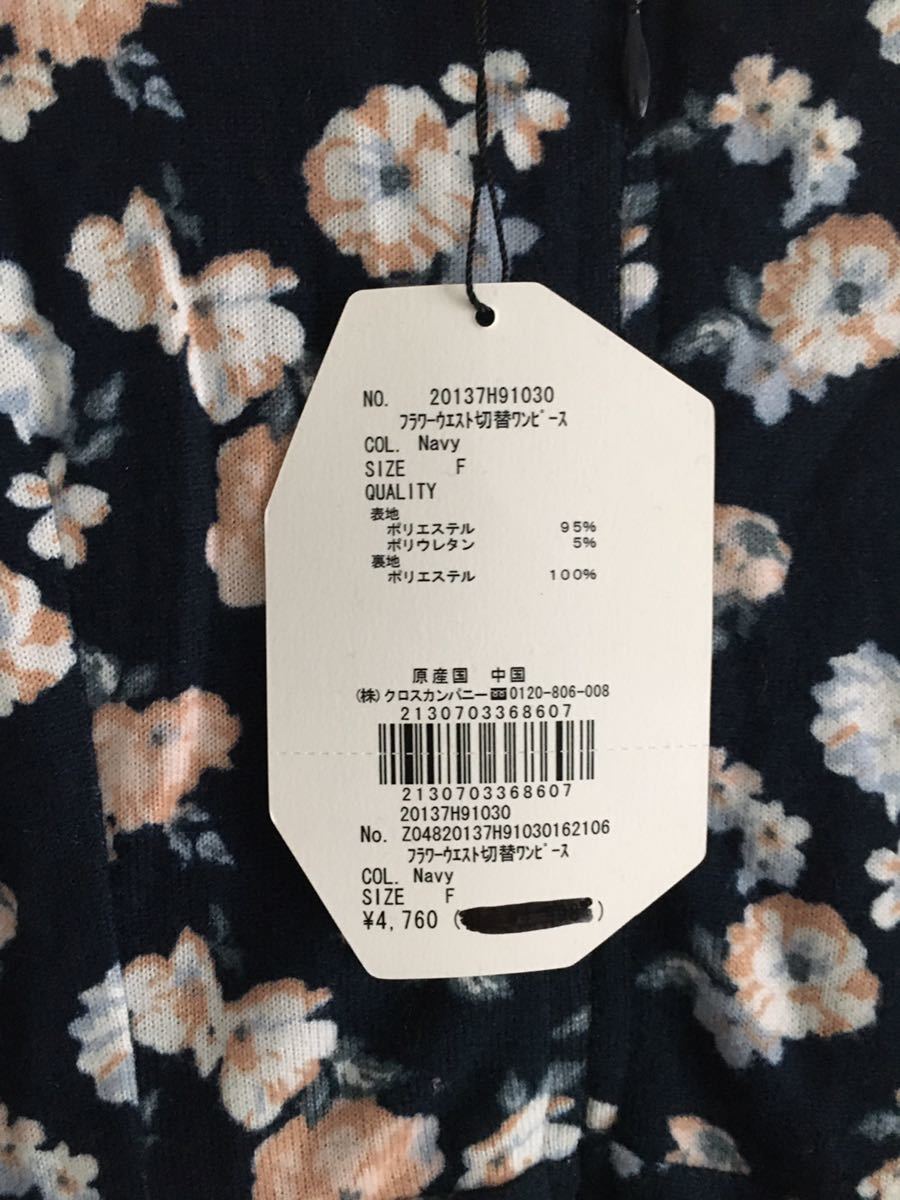 NO. 20137H91030
ﾌﾗﾜｰｳｴｽﾄ切替ﾜﾝﾋﾟｰｽ
COL. Navy
SIZE F
QUALITY
表地
ポリエステル 95%
ポリウレタン 5%
裏地
ポリエステル 100%
原産国 中国
(株)クロスカンパニー☎0120-806-008
2130703368607
2130703368607
20137H91030
No. Z04820137H91030162106
ﾌﾗﾜｰｳｴｽﾄ切替ﾜﾝﾋﾟｰｽ
COL. Navy
SIZE F
¥4,760 ( )